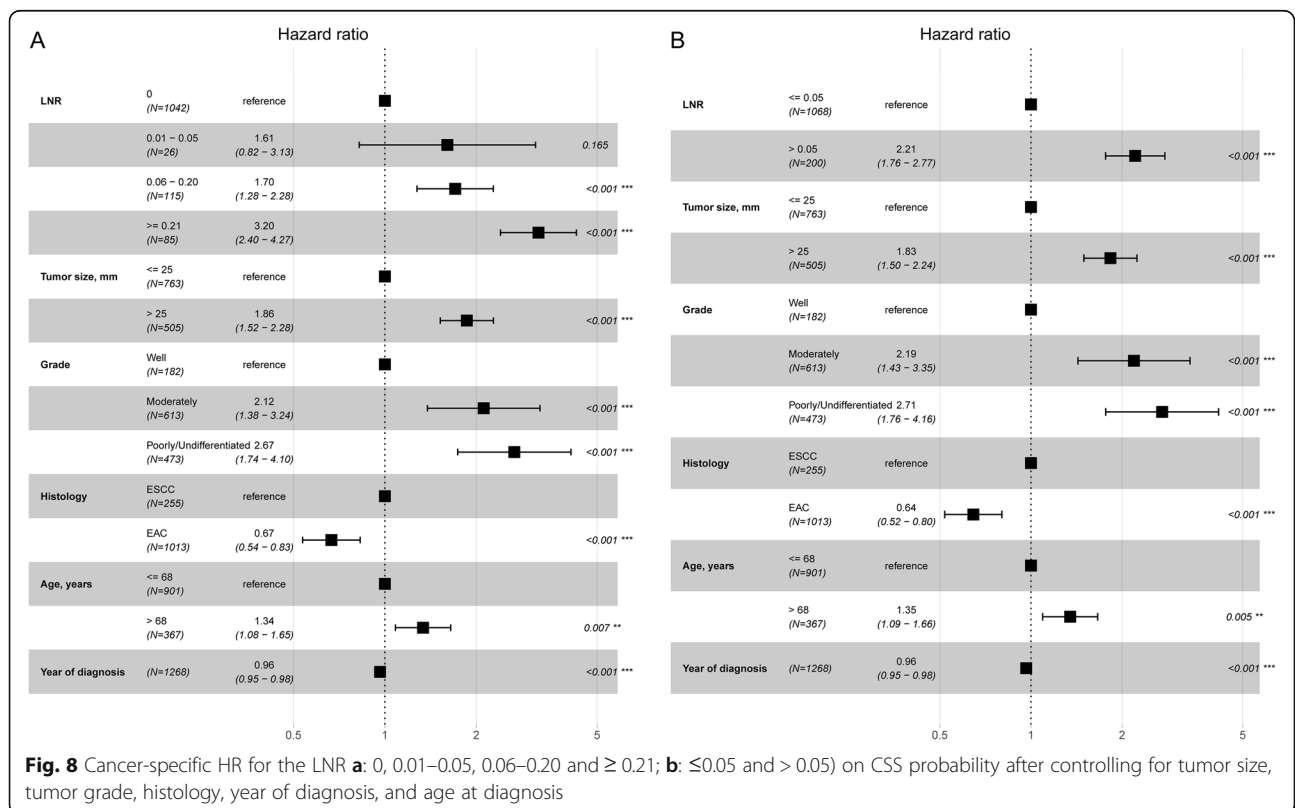 A
Hazard ratio
LNR 0 reference
(N=1042)
0.01 − 0.05 1.61 0.165
(N=26) (0.82 − 3.13)
0.06 − 0.20 1.70 <0.001 ***
(N=115) (1.28 − 2.28)
>= 0.21 3.20 <0.001 ***
(N=85) (2.40 − 4.27)
Tumor size, mm <= 25 reference
(N=763)
> 25 1.86 <0.001 ***
(N=505) (1.52 − 2.28)
Grade Well reference
(N=182)
Moderately 2.12 <0.001 ***
(N=613) (1.38 − 3.24)
Poorly/Undifferentiated 2.67 <0.001 ***
(N=473) (1.74 − 4.10)
Histology ESCC reference
(N=255)
EAC 0.67 <0.001 ***
(N=1013) (0.54 − 0.83)
Age, years <= 68 reference
(N=901)
> 68 1.34 0.007 **
(N=367) (1.08 − 1.65)
Year of diagnosis (N=1268) 0.96 <0.001 ***
(0.95 − 0.98)
0.5 1 2 5
B
Hazard ratio
LNR <= 0.05 reference
(N=1068)
> 0.05 2.21 <0.001 ***
(N=200) (1.76 − 2.77)
Tumor size, mm <= 25 reference
(N=763)
> 25 1.83 <0.001 ***
(N=505) (1.50 − 2.24)
Grade Well reference
(N=182)
Moderately 2.19 <0.001 ***
(N=613) (1.43 − 3.35)
Poorly/Undifferentiated 2.71 <0.001 ***
(N=473) (1.76 − 4.16)
Histology ESCC reference
(N=255)
EAC 0.64 <0.001 ***
(N=1013) (0.52 − 0.80)
Age, years <= 68 reference
(N=901)
> 68 1.35 0.005 **
(N=367) (1.09 − 1.66)
Year of diagnosis (N=1268) 0.96 <0.001 ***
(0.95 − 0.98)
0.5 1 2 5
Fig. 8 Cancer-specific HR for the LNR a: 0, 0.01–0.05, 0.06–0.20 and ≥ 0.21; b: ≤0.05 and > 0.05) on CSS probability after controlling for tumor size,
tumor grade, histology, year of diagnosis, and age at diagnosis